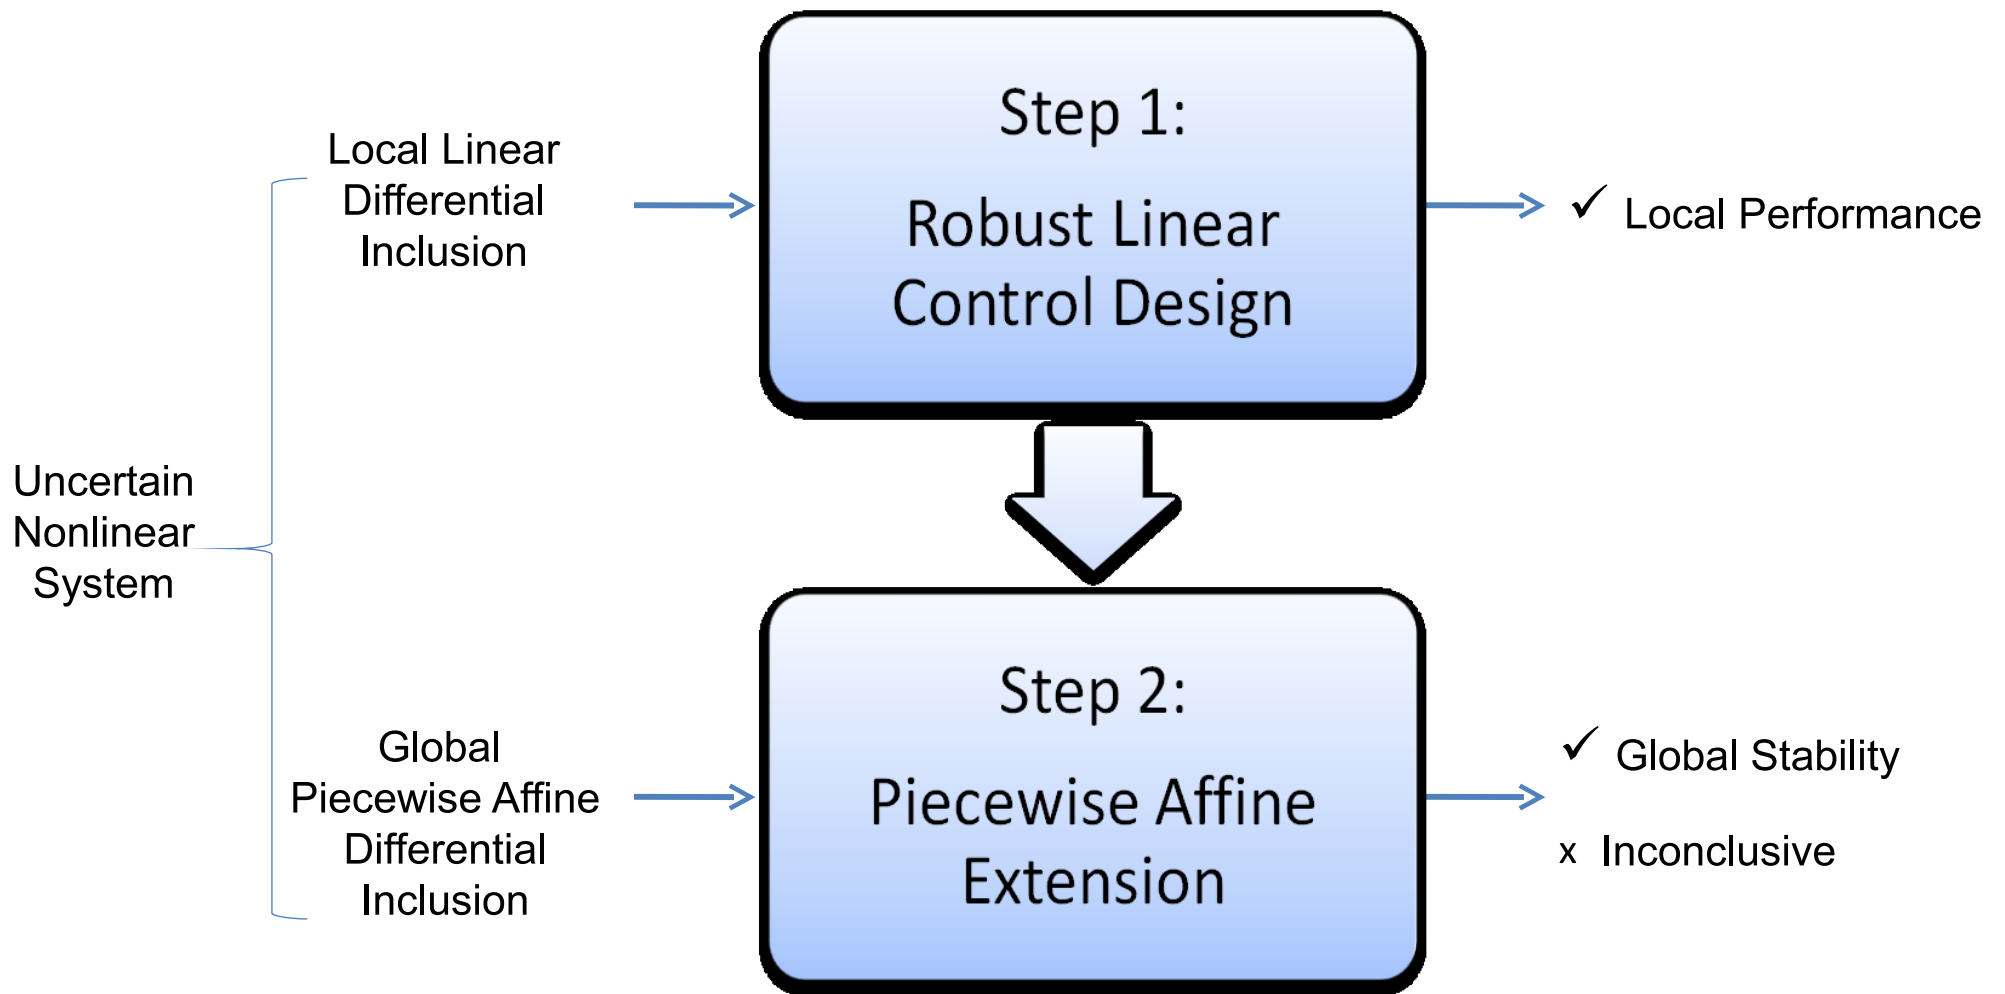 Uncertain
Nonlinear
System
Local Linear
Differential
Inclusion
Step 1:
Robust Linear
Control Design
✓ Local Performance
Global
Piecewise Affine
Differential
Inclusion
Step 2:
Piecewise Affine
Extension
✓ Global Stability
x Inconclusive